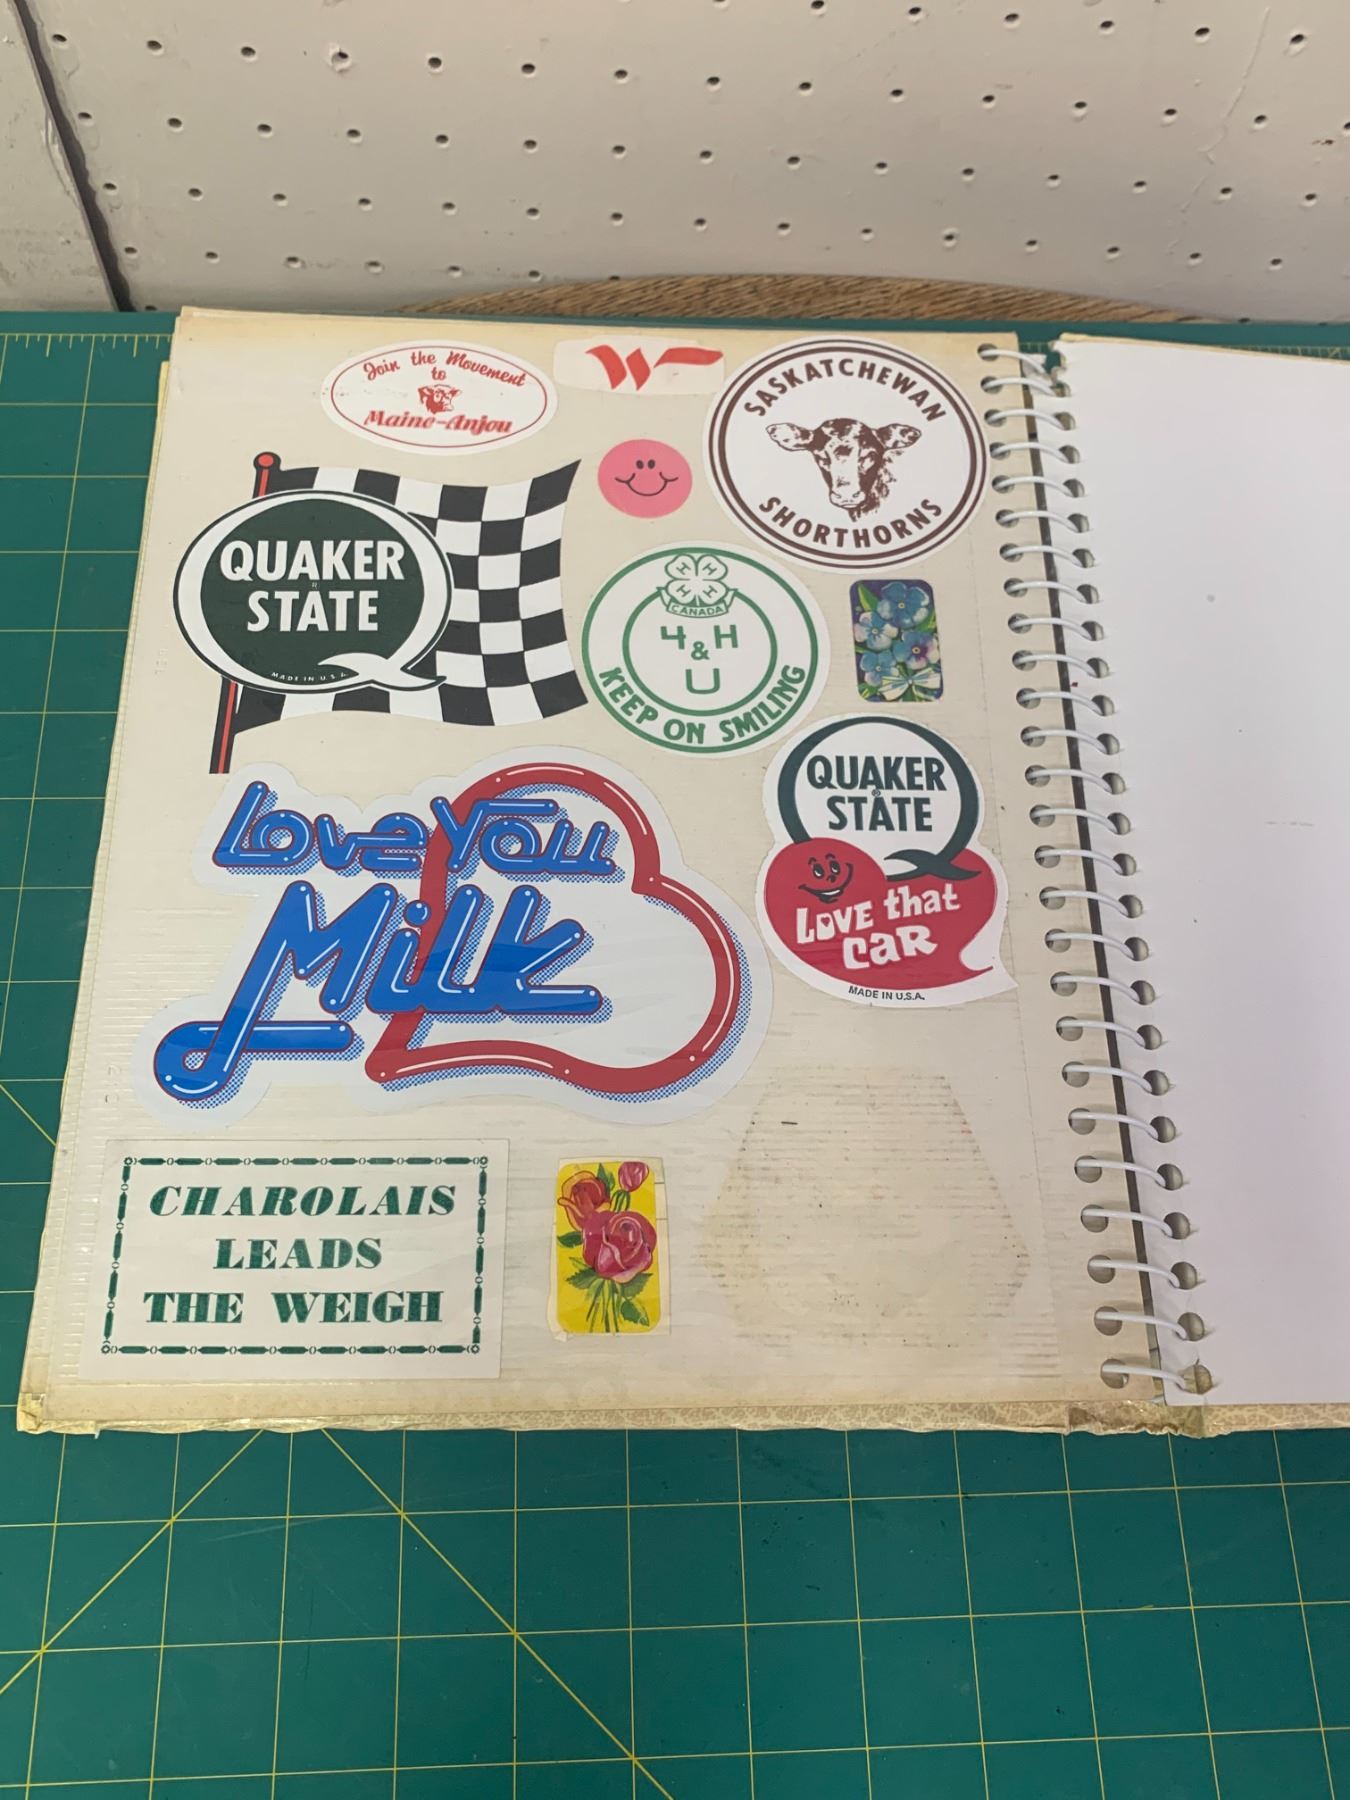 Join the Movement
to
Maine-Anjou
W
SASKATCHEWAN
SHORTHORNS
QUAKER
STATE
MADE IN U.S.A.
H H
H H
CANADA
4 & H
U
KEEP ON SMILING
QUAKER
STATE
®
LOVE that
CAR
MADE IN U.S.A.
Love You
Milk
CHAROLAIS
LEADS
THE WEIGH